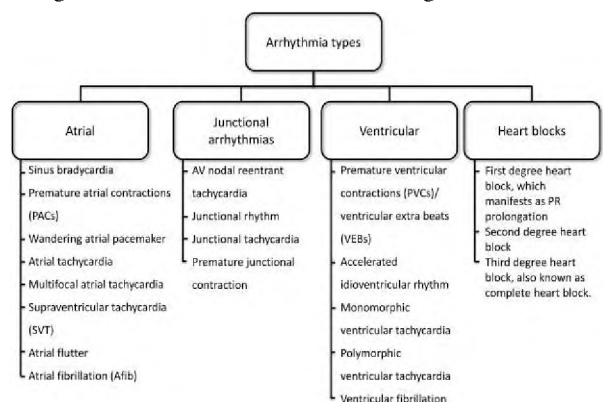 Arrhythmia types
Atrial
Sinus bradycardia
Premature atrial contractions
(PACs)
Wandering atrial pacemaker
Atrial tachycardia
Multifocal atrial tachycardia
Supraventricular tachycardia
(SVT)
Atrial flutter
Atrial fibrillation (Afib)
Junctional
arrhythmias
AV nodal reentrant
tachycardia
Junctional rhythm
Junctional tachycardia
Premature junctional
contraction
Ventricular
Premature ventricular
contractions (PVCs)/
ventricular extra beats
(VEBs)
Accelerated
idioventricular rhythm
Monomorphic
ventricular tachycardia
Polymorphic
ventricular tachycardia
Ventricular fibrillation
Heart blocks
First degree heart
block, which
manifests as PR
prolongation
Second degree heart
block
Third degree heart
block, also known as
complete heart block.